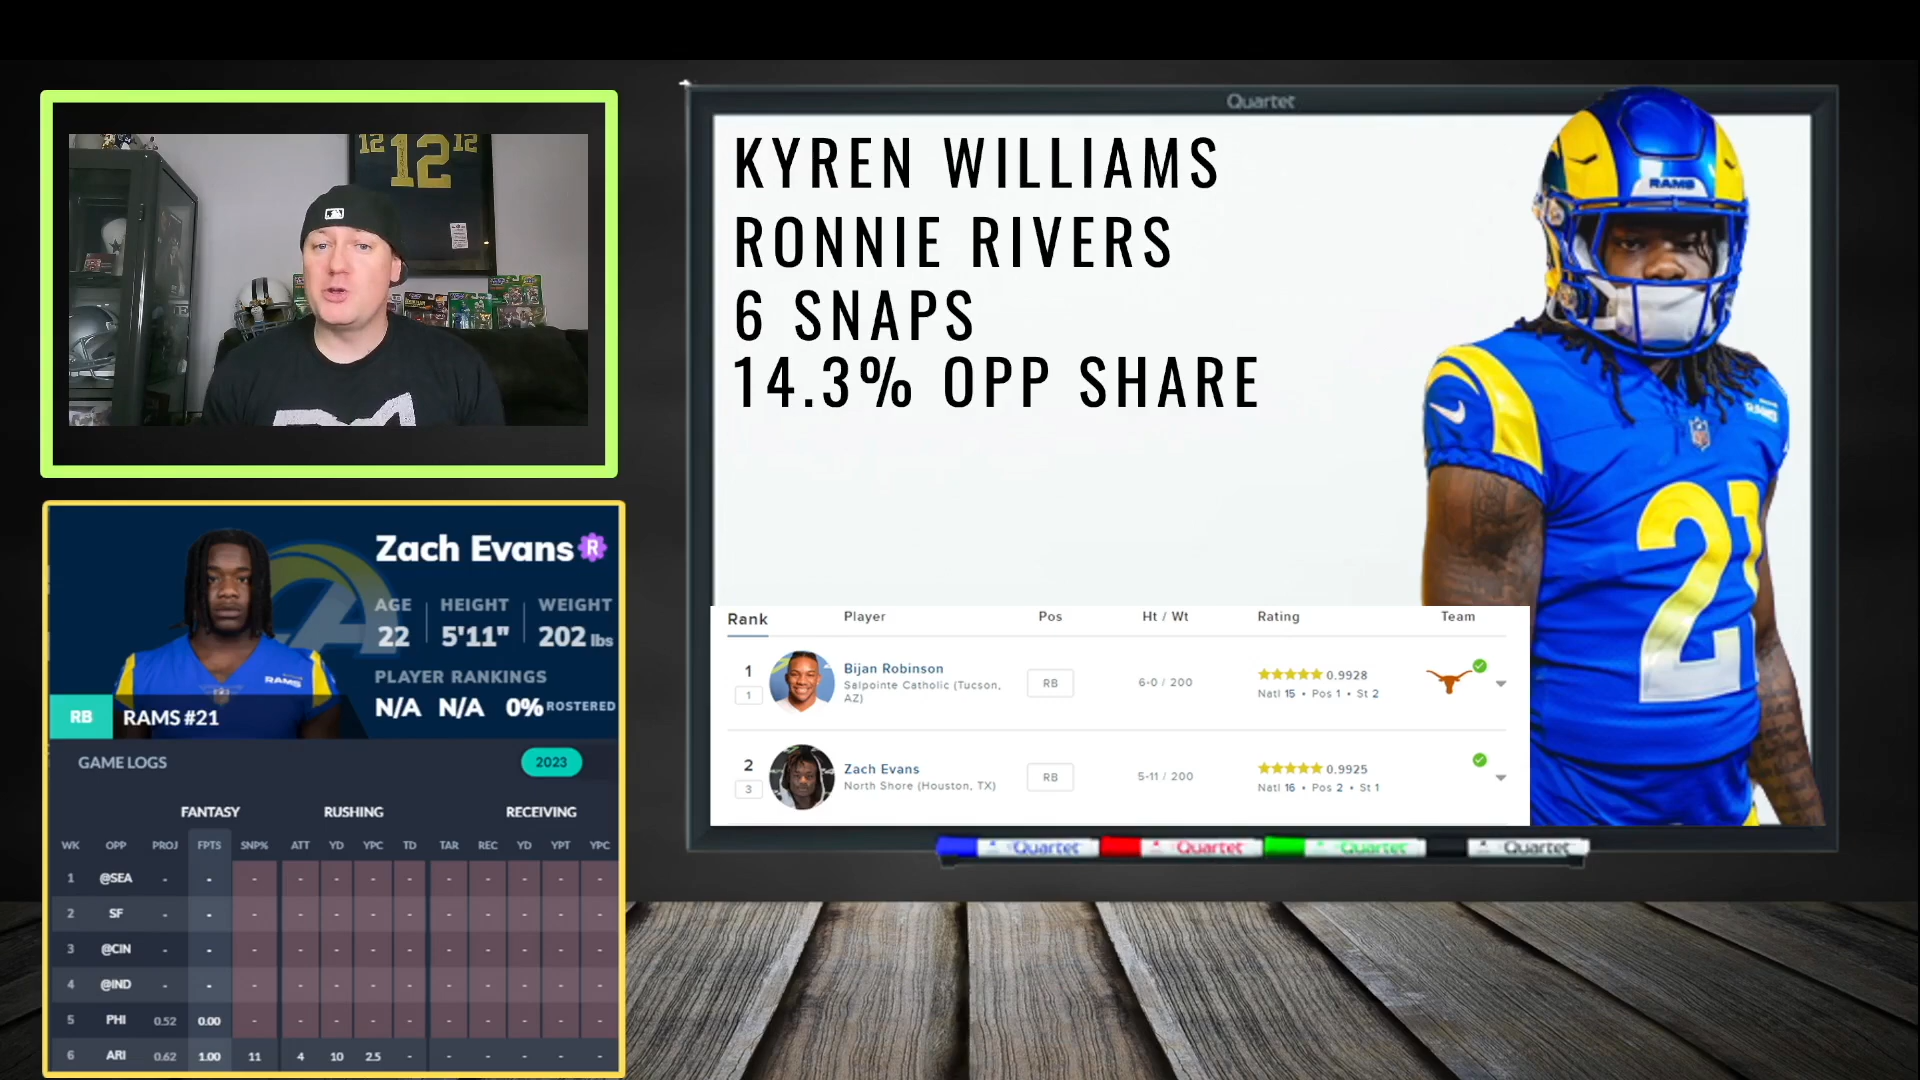 12 12 12
Quartet
KYREN WILLIAMS
RONNIE RIVERS
6 SNAPS
14.3% OPP SHARE
RAMS
21
Rank Player Pos Ht / Wt Rating Team
1 Bijan Robinson RB 6-0 / 200 0.9928
1 Salpointe Catholic (Tucson, AZ) Natl 15 • Pos 1 • St 2
2 Zach Evans RB 5-11 / 200 0.9925
3 North Shore (Houston, TX) Natl 16 • Pos 2 • St 1
Quartet Quartet Quartet Quartet
Zach Evans R
AGE HEIGHT WEIGHT
22 5'11" 202 lbs
PLAYER RANKINGS
N/A N/A 0% ROSTERED
RAMS
RB RAMS #21
GAME LOGS 2023
FANTASY RUSHING RECEIVING
WK OPP PROJ FPTS SNP% ATT YD YPC TD TAR REC YD YPT YPC
1 @SEA - - - - - - - - - - - -
2 SF - - - - - - - - - - - -
3 @CIN - - - - - - - - - - - -
4 @IND - - - - - - - - - - - -
5 PHI 0.52 0.00 - - - - - - - - - -
6 ARI 0.62 1.00 11 4 10 2.5 - - - - - -